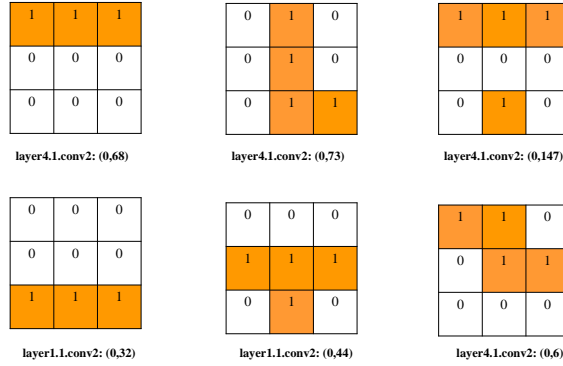 1 1 1
0 0 0
0 0 0
layer4.1.conv2: (0,68)
0 1 0
0 1 0
0 1 1
layer4.1.conv2: (0,73)
1 1 1
0 0 0
0 1 0
layer4.1.conv2: (0,147)
0 0 0
0 0 0
1 1 1
layer1.1.conv2: (0,32)
0 0 0
1 1 1
0 1 0
layer1.1.conv2: (0,44)
1 1 0
0 1 1
0 0 0
layer4.1.conv2: (0,6)